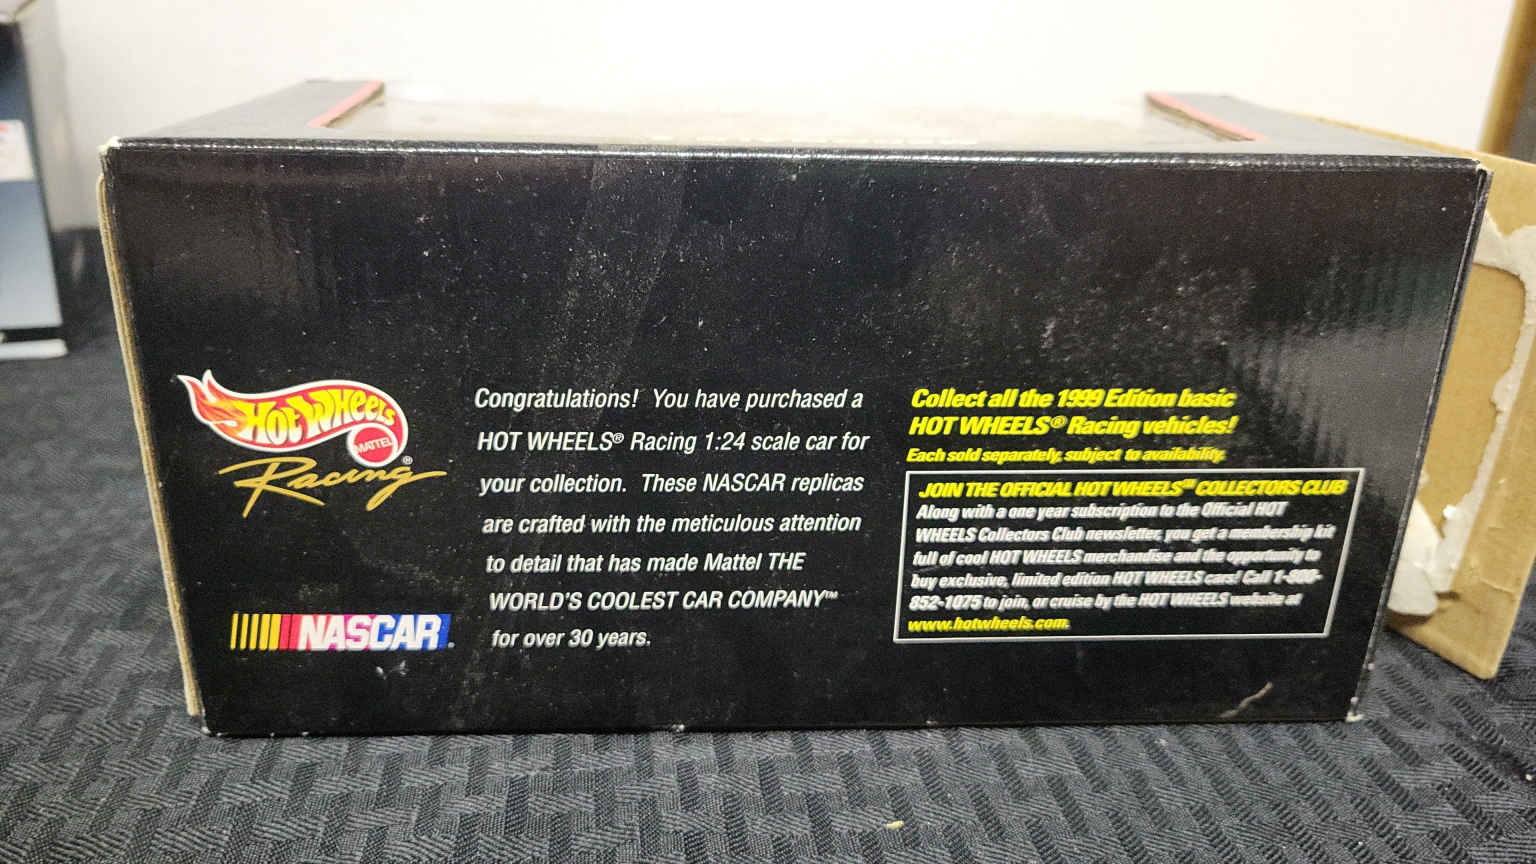 HOT WHEELS
MATTEL
Racing®
NASCAR.
Congratulations! You have purchased a
HOT WHEELS® Racing 1:24 scale car for
your collection. These NASCAR replicas
are crafted with the meticulous attention
to detail that has made Mattel THE
WORLD'S COOLEST CAR COMPANY™
for over 30 years.
Collect all the 1999 Edition basic
HOT WHEELS® Racing vehicles!
Each sold separately, subject to availability.
JOIN THE OFFICIAL HOT WHEELS℠ COLLECTORS CLUB
Along with a one year subscription to the Official HOT
WHEELS Collectors Club newsletter, you get a membership kit
full of cool HOT WHEELS merchandise and the opportunity to
buy exclusive, limited edition HOT WHEELS cars! Call 1-800-
852-1075 to join, or cruise by the HOT WHEELS website at
www.hotwheels.com.